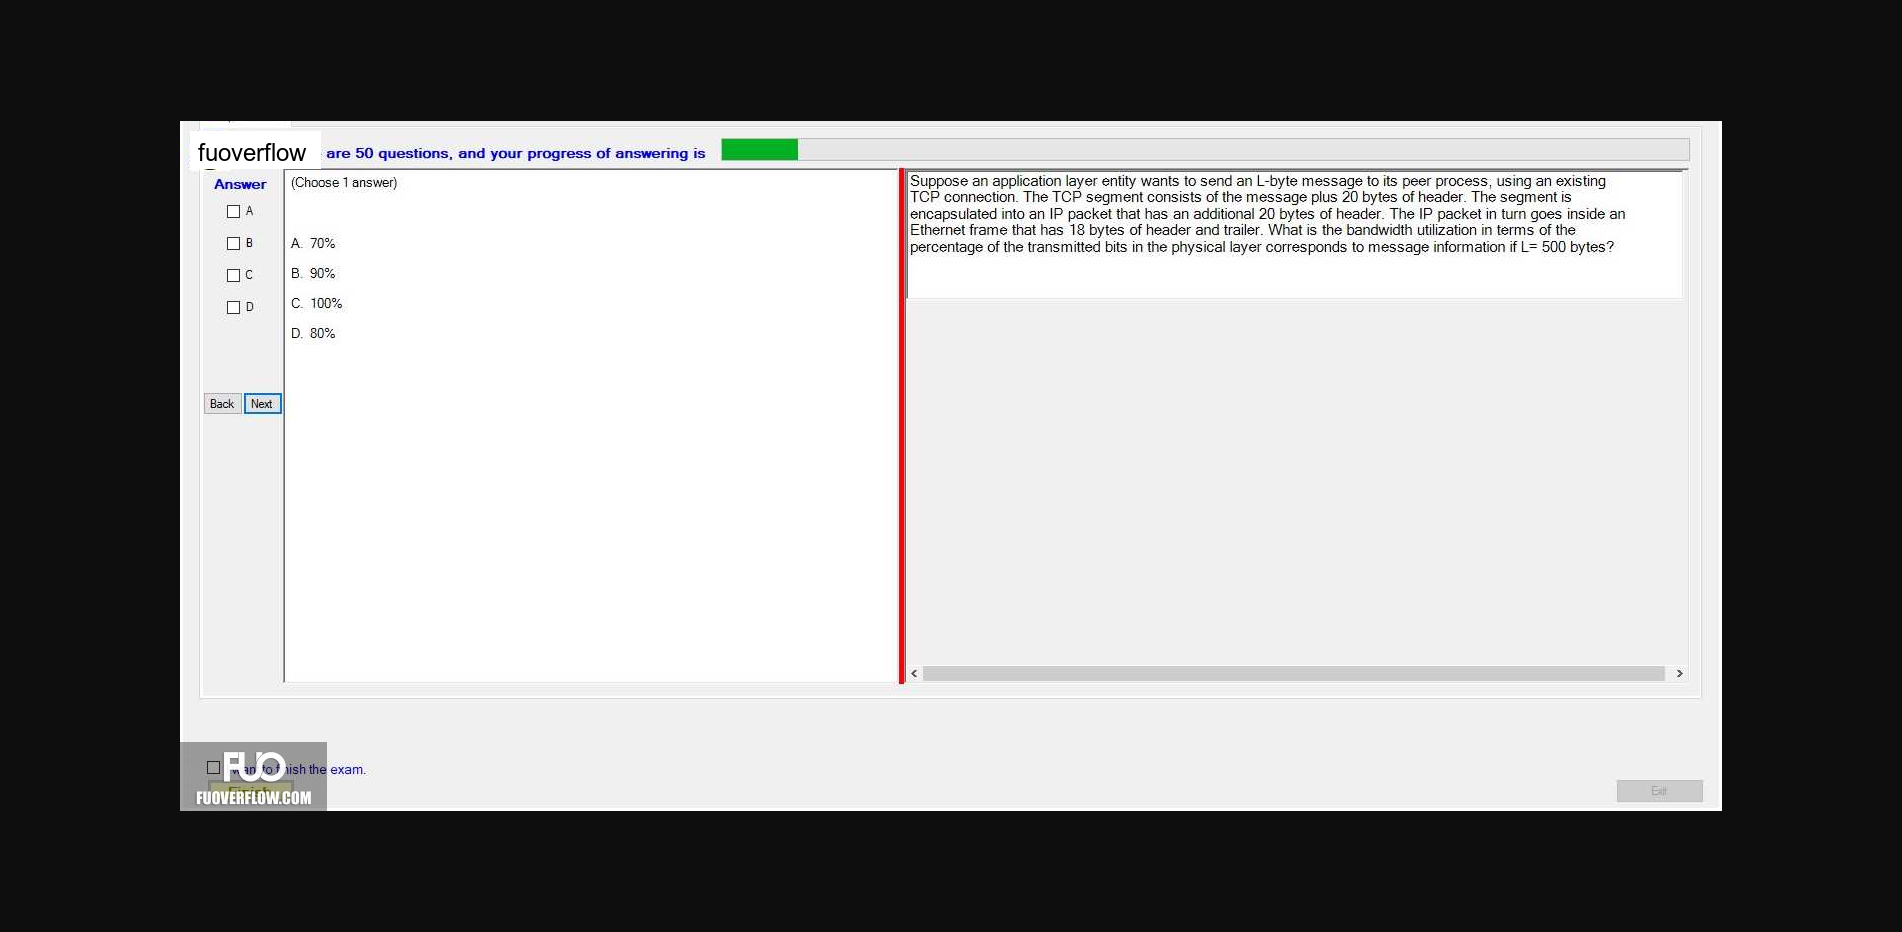 fuoverflow are 50 questions, and your progress of answering is
Answer
A
B
C
D
Back Next
(Choose 1 answer)
A. 70%
B. 90%
C. 100%
D. 80%
Suppose an application layer entity wants to send an L-byte message to its peer process, using an existing
TCP connection. The TCP segment consists of the message plus 20 bytes of header. The segment is
encapsulated into an IP packet that has an additional 20 bytes of header. The IP packet in turn goes inside an
Ethernet frame that has 18 bytes of header and trailer. What is the bandwidth utilization in terms of the
percentage of the transmitted bits in the physical layer corresponds to message information if L= 500 bytes?
FUO
want to finish the exam.
Finish
FUOVERFLOW.COM
Exit